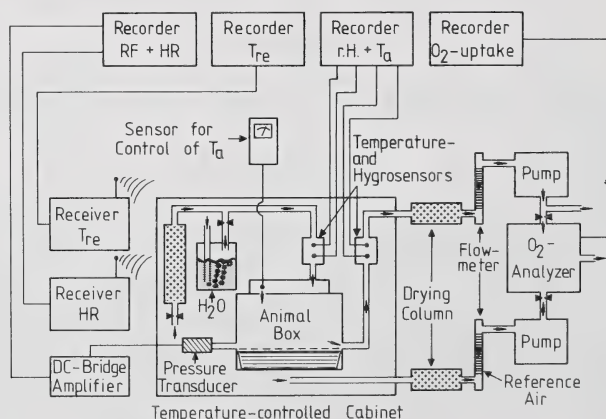 Recorder
RF + HR
Recorder
Tre
Recorder
r.H. + Ta
Recorder
O2-uptake
Sensor for
Control of Ta
Temperature-
and
Hygrosensors
Pump
Receiver
Tre
Flow-
meter
O2-
Analyzer
H2O
Receiver
HR
Animal
Box
Drying
Column
Pump
DC-Bridge
Amplifier
Pressure
Transducer
Reference
Air
Temperature-controlled Cabinet